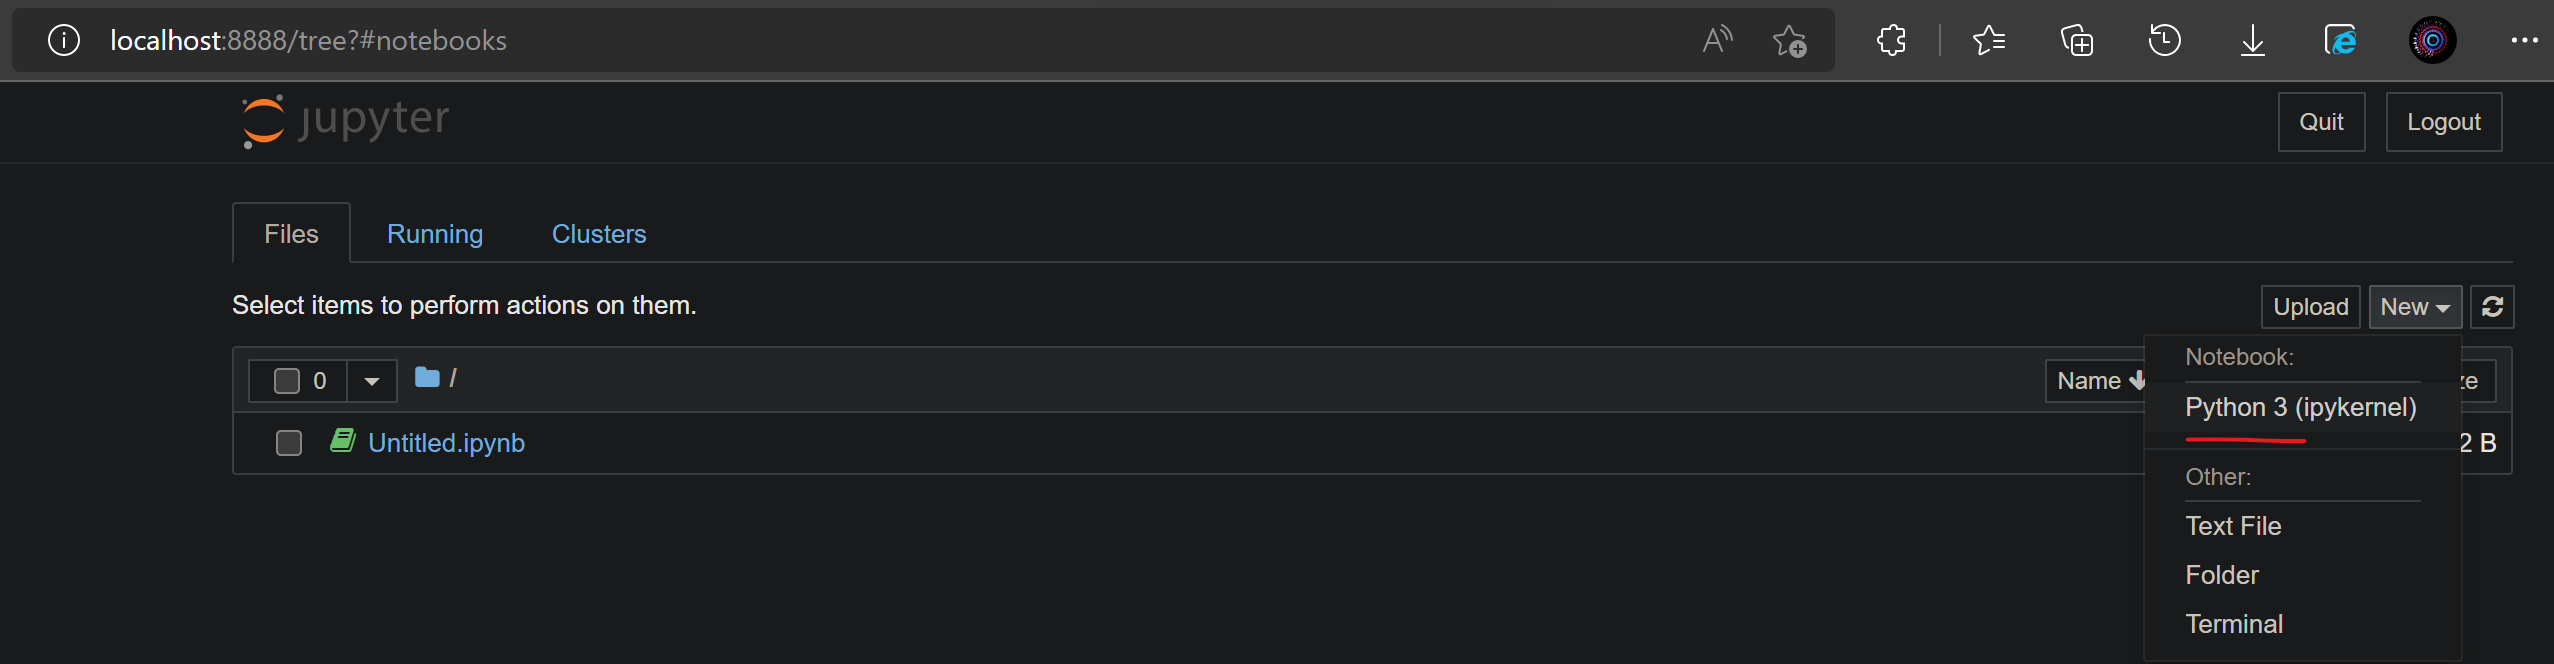 localhost:8888/tree?#notebooks
jupyter
Quit
Logout
Files
Running
Clusters
Select items to perform actions on them.
Upload
New
0
/
Name
Notebook:
Python 3 (ipykernel)
Untitled.ipynb
2 B
Other:
Text File
Folder
Terminal